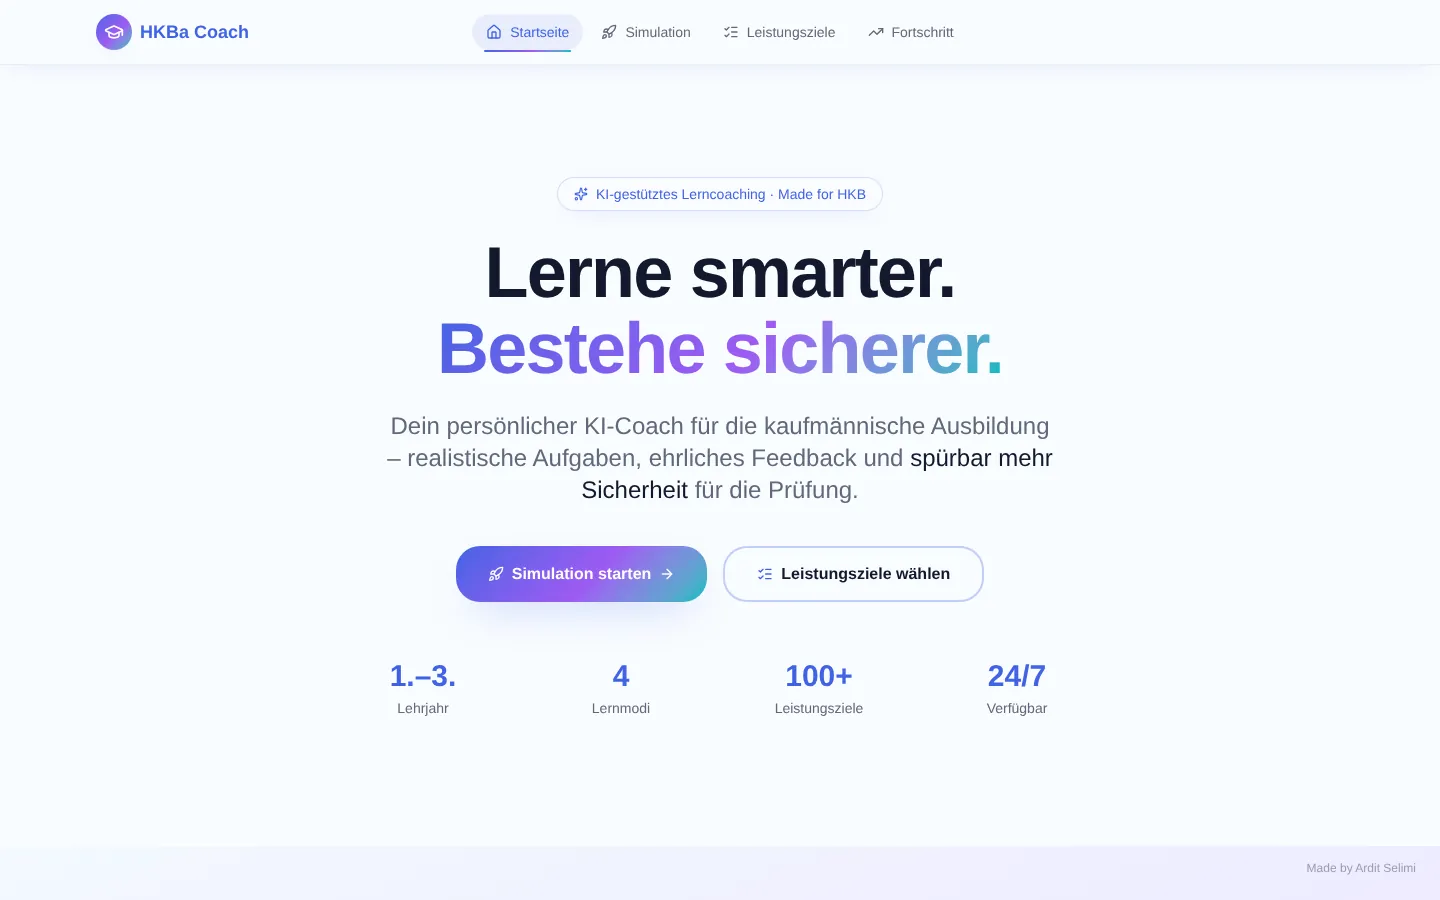 HKBa Coach
Startseite
Simulation
Leistungsziele
Fortschritt
KI-gestütztes Lerncoaching · Made for HKB
Lerne smarter.
Bestehe sicherer.
Dein persönlicher KI-Coach für die kaufmännische Ausbildung
– realistische Aufgaben, ehrliches Feedback und spürbar mehr
Sicherheit für die Prüfung.
Simulation starten
Leistungsziele wählen
1.–3.
Lehrjahr
4
Lernmodi
100+
Leistungsziele
24/7
Verfügbar
Made by Ardit Selimi